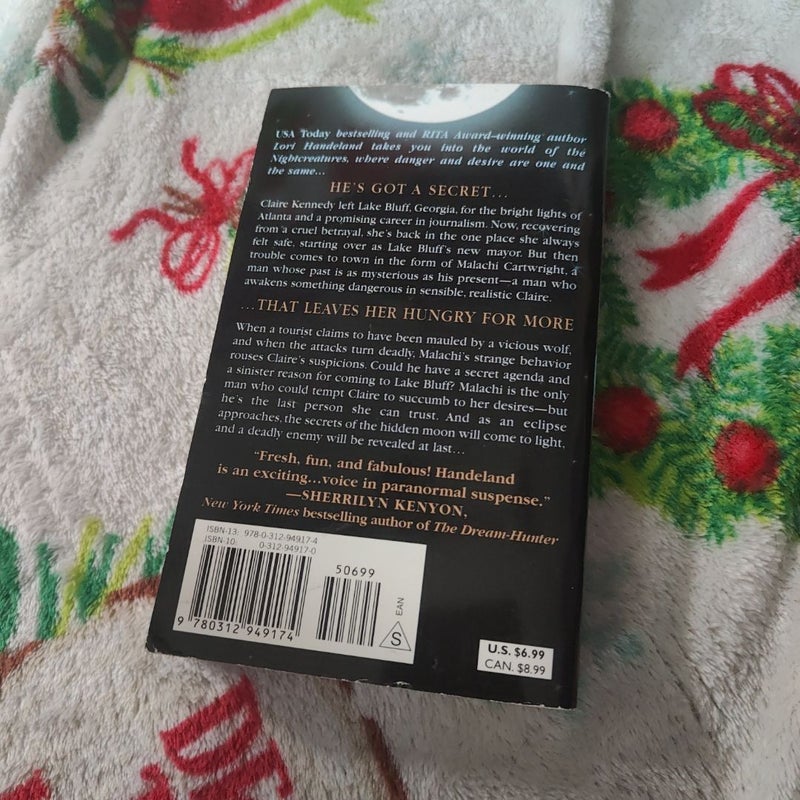 USA Today bestselling and RITA Award-winning author
Lori Handeland takes you into the world of the
Nightcreatures, where danger and desire are one and
the same...
HE'S GOT A SECRET...
Claire Kennedy left Lake Bluff, Georgia, for the bright lights of
Atlanta and a promising career in journalism. Now, recovering
from a cruel betrayal, she's back in the one place she always
felt safe, starting over as Lake Bluff's new mayor. But then
trouble comes to town in the form of Malachi Cartwright, a
man whose past is as mysterious as his present—a man who
awakens something dangerous in sensible, realistic Claire.
...THAT LEAVES HER HUNGRY FOR MORE
When a tourist claims to have been mauled by a vicious wolf,
and when the attacks turn deadly, Malachi's strange behavior
rouses Claire's suspicions. Could he have a secret agenda and
a sinister reason for coming to Lake Bluff? Malachi is the only
man who could tempt Claire to succumb to her desires—but
he's the last person she can trust. And as an eclipse
approaches, the secrets of the hidden moon will come to light,
and a deadly enemy will be revealed at last...
"Fresh, fun, and fabulous! Handeland
is an exciting...voice in paranormal suspense."
—SHERRILYN KENYON,
New York Times bestselling author of The Dream-Hunter
ISBN-13: 978-0-312-94917-4
ISBN-10: 0-312-94917-0
50699
9 780312 949174
EAN
S
U.S. $6.99
CAN. $8.99